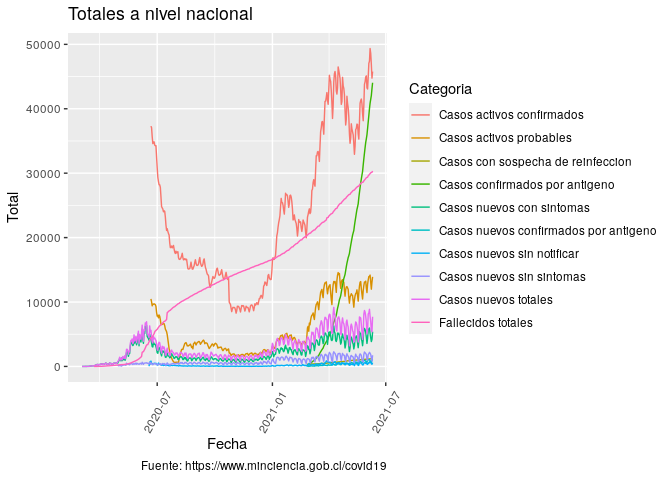 Totales a nivel nacional
50000
40000
30000
20000
10000
0
Total
2020-07
2021-01
2021-07
Fecha
Fuente: https://www.minciencia.gob.cl/covid19
Categoria
Casos activos confirmados
Casos activos probables
Casos con sospecha de reinfeccion
Casos confirmados por antigeno
Casos nuevos con sintomas
Casos nuevos confirmados por antigeno
Casos nuevos sin notificar
Casos nuevos sin sintomas
Casos nuevos totales
Fallecidos totales